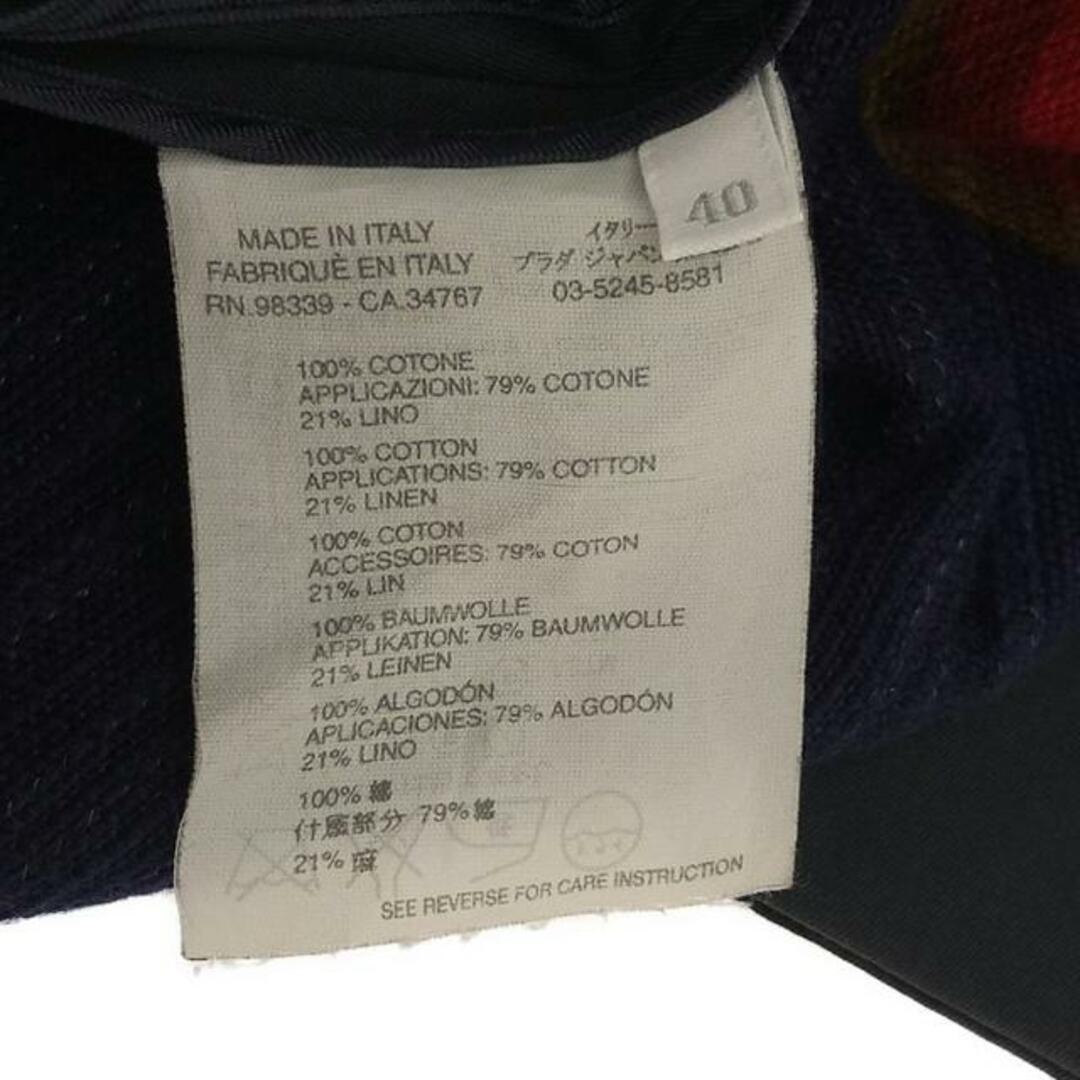 40
MADE IN ITALY
FABRIQUÈ EN ITALY
RN.98339 - CA.34767
イタリー
プラダ ジャパン
03-5245-8581
100% COTONE
APPLICAZIONI: 79% COTONE
21% LINO
100% COTTON
APPLICATIONS: 79% COTTON
21% LINEN
100% COTON
ACCESSOIRES: 79% COTON
21% LIN
100% BAUMWOLLE
APPLIKATION: 79% BAUMWOLLE
21% LEINEN
100% ALGODÓN
APLICACIONES: 79% ALGODÓN
21% LINO
100% 綿
付属部分 79% 綿
21% 麻
SEE REVERSE FOR CARE INSTRUCTION